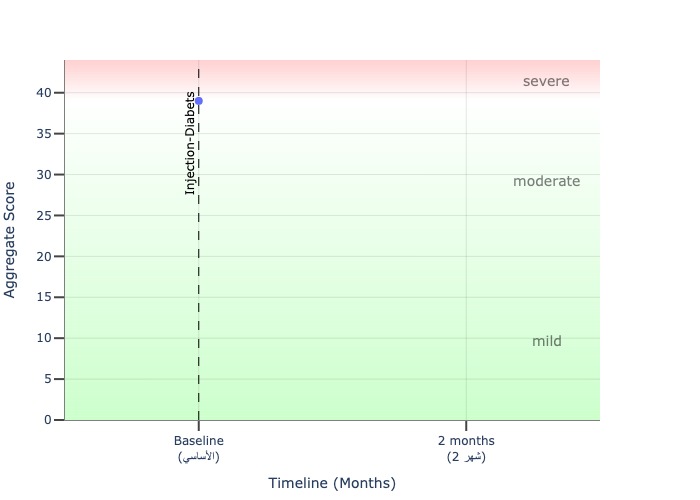 severe
moderate
mild
Injection-Diabets
Aggregate Score
40
35
30
25
20
15
10
5
0
Baseline
(الأساسي)
2 months
(2 شهر)
Timeline (Months)